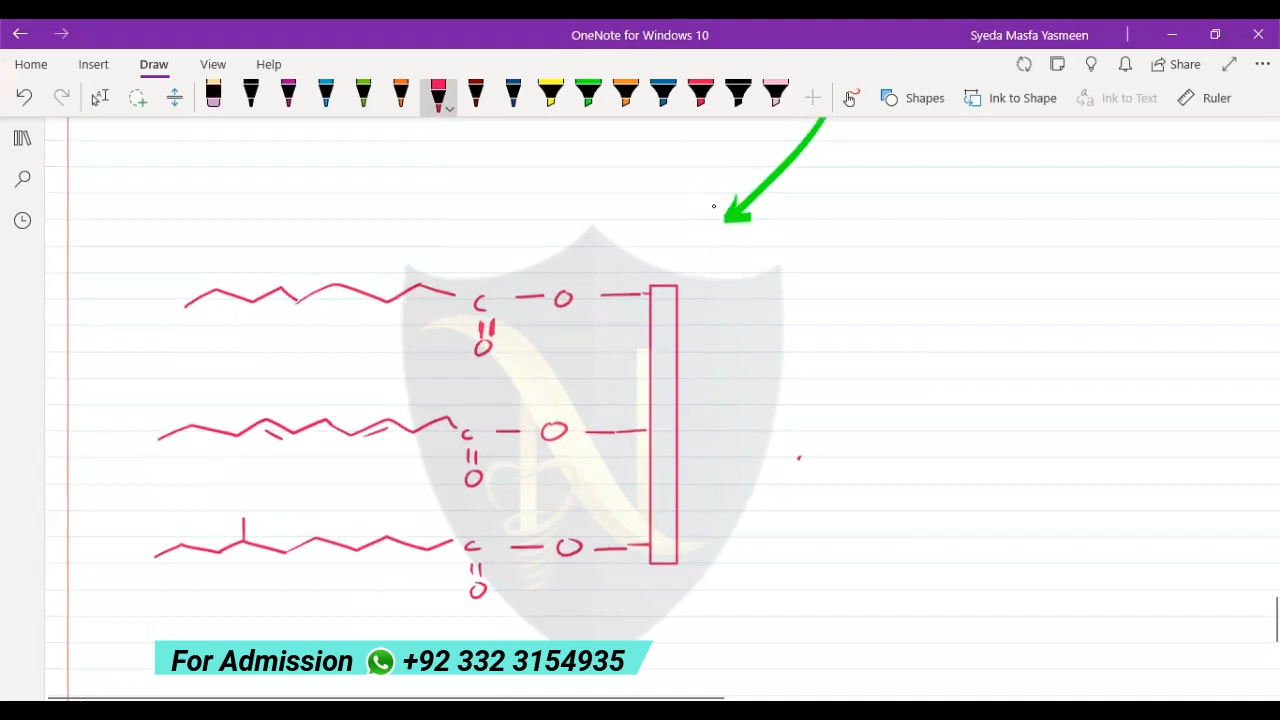 OneNote for Windows 10
Syeda Masfa Yasmeen
Home Insert Draw View Help
Share
Shapes Ink to Shape Ink to Text Ruler
C — O —
O
C — O —
O
C — O —
O
For Admission +92 332 3154935